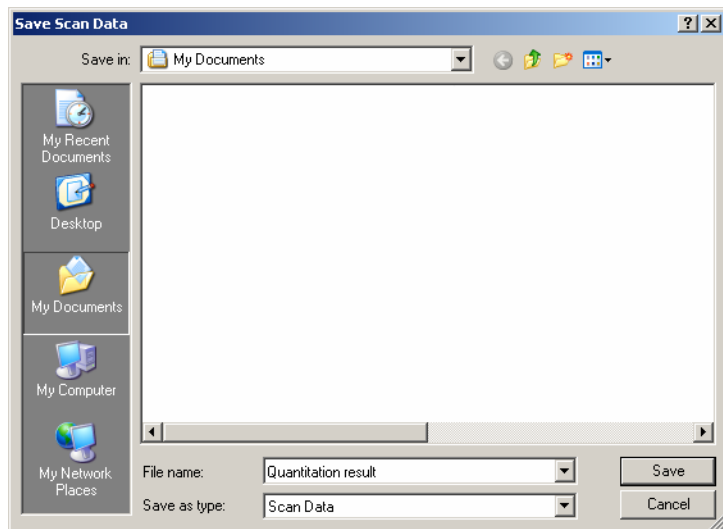 Save Scan Data
Save in: My Documents
My Recent
Documents
Desktop
My Documents
My Computer
My Network
Places
File name: Quantitation result Save
Save as type: Scan Data Cancel